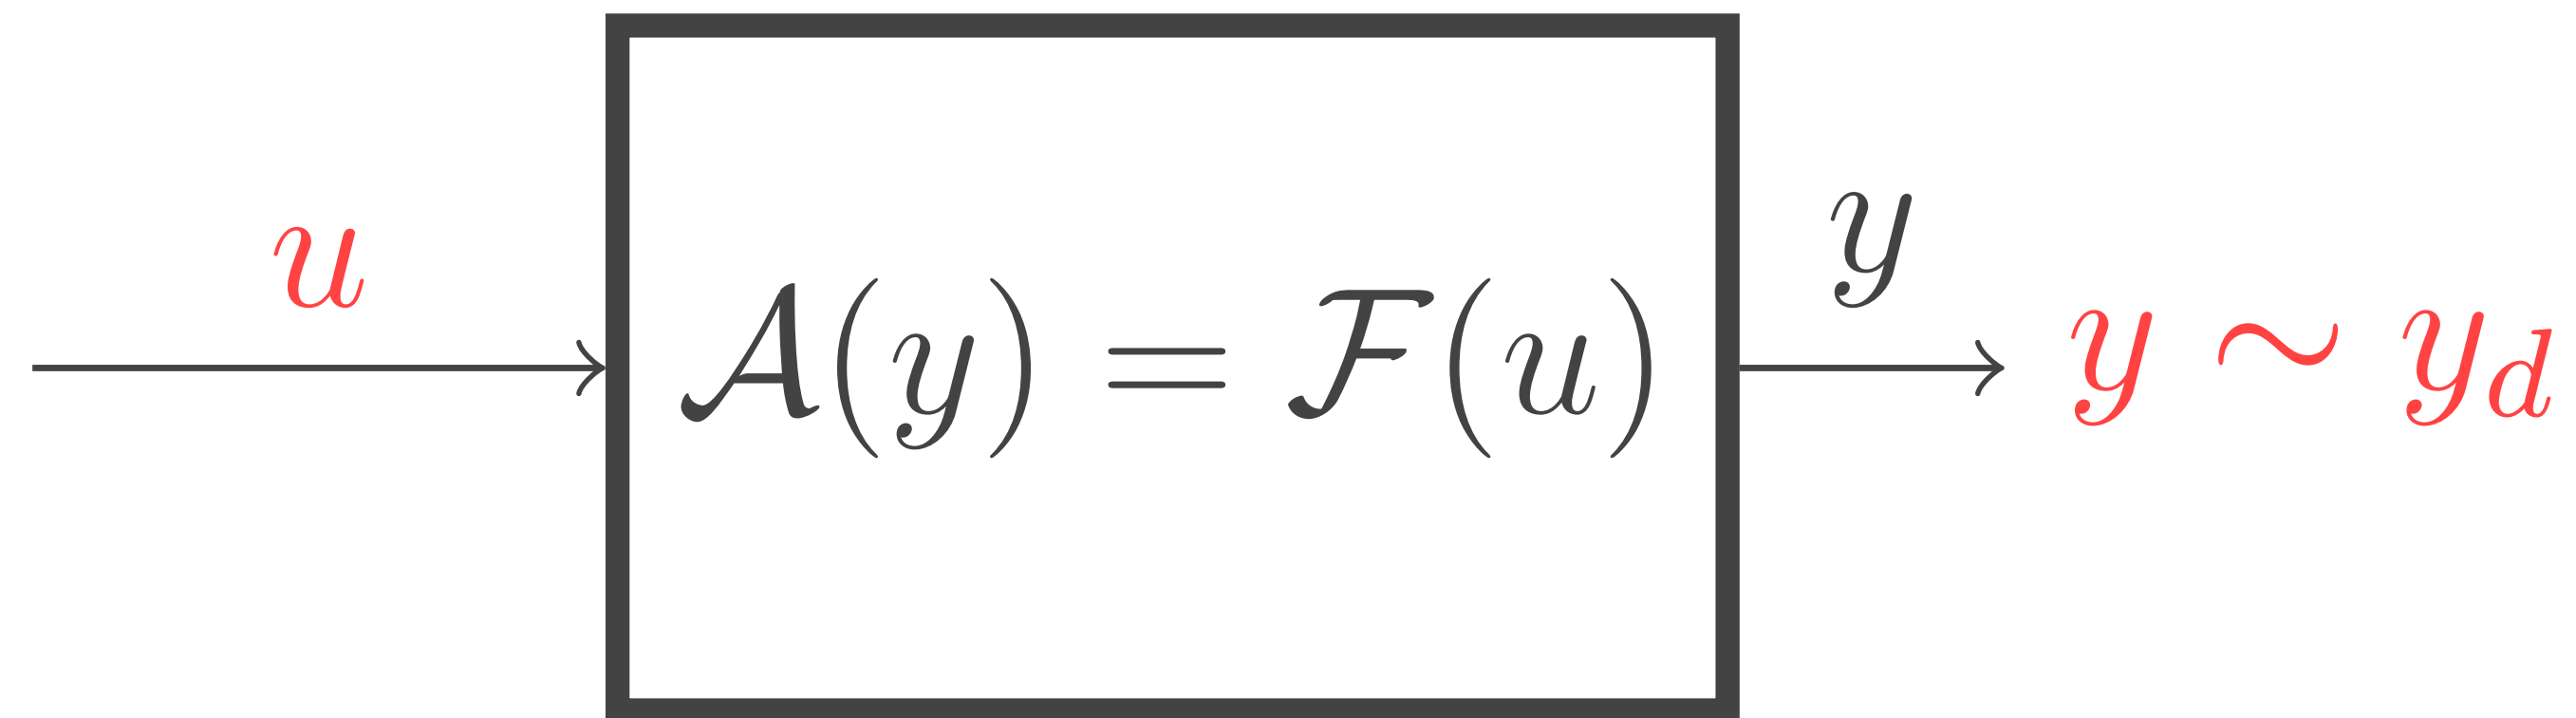 u
𝒜(y) = ℱ(u)
y
y ∼ y_d